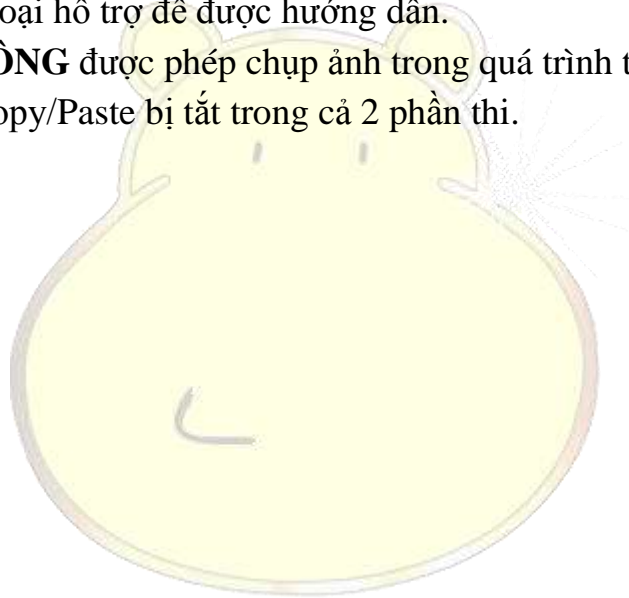 oại hỗ trợ để được hướng dẫn.
ÔNG được phép chụp ảnh trong quá trình t
opy/Paste bị tắt trong cả 2 phần thi.